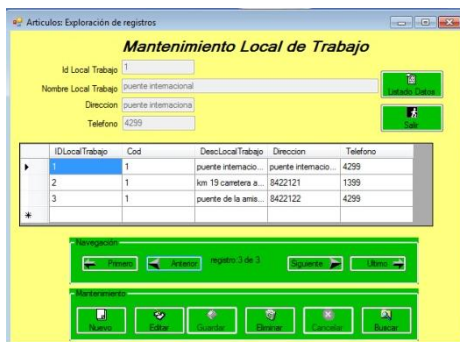 Articulos: Exploración de registros
Mantenimiento Local de Trabajo
Id Local Trabajo 1
Nombre Local Trabajo puente internacional
Direccion puente internaciona
Telefono 4299
Listado Datos
Salir
IDLocalTrabajo Cod DescLocalTrabajo Direccion Telefono
1 1 puente internacio... puente internacio... 4299
2 1 km 19 carretera a... 8422121 1399
3 1 puente de la amis... 8422122 4299
Navegación
Primero Anterior registro:3 de 3 Siguiente Ultimo
Mantenimiento
Nuevo Editar Guardar Eliminar Cancelar Buscar